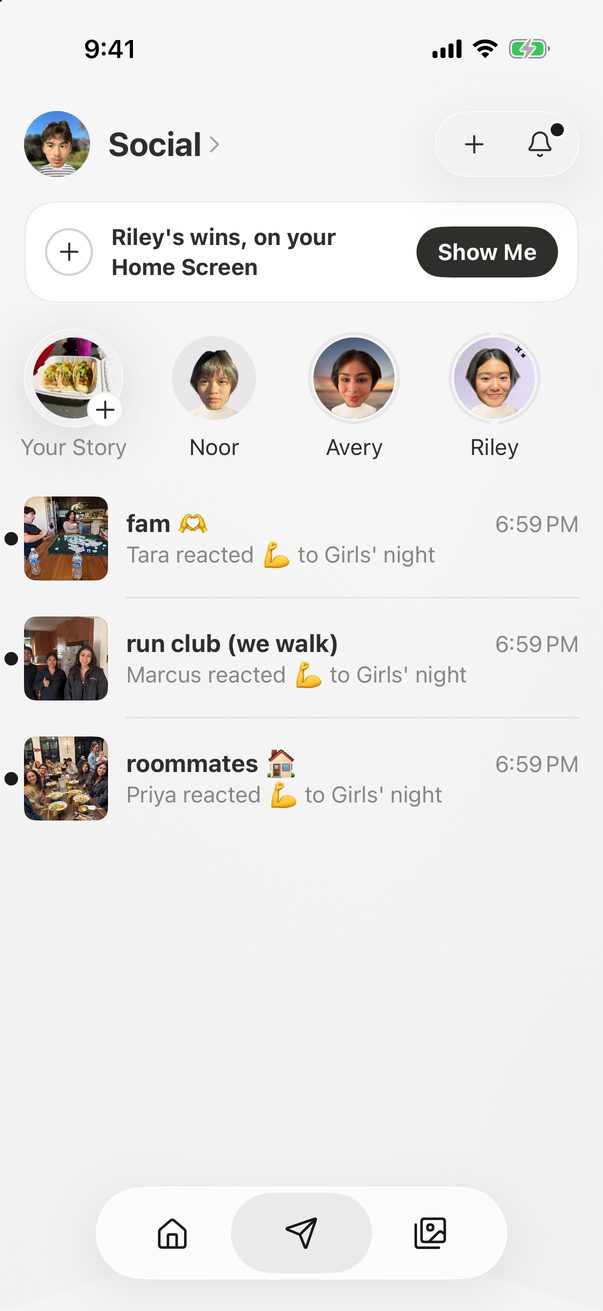 9:41
Social
Riley's wins, on your
Home Screen
Show Me
Your Story
Noor
Avery
Riley
fam 🫶
6:59 PM
Tara reacted 💪 to Girls' night
run club (we walk)
6:59 PM
Marcus reacted 💪 to Girls' night
roommates 🏠
6:59 PM
Priya reacted 💪 to Girls' night